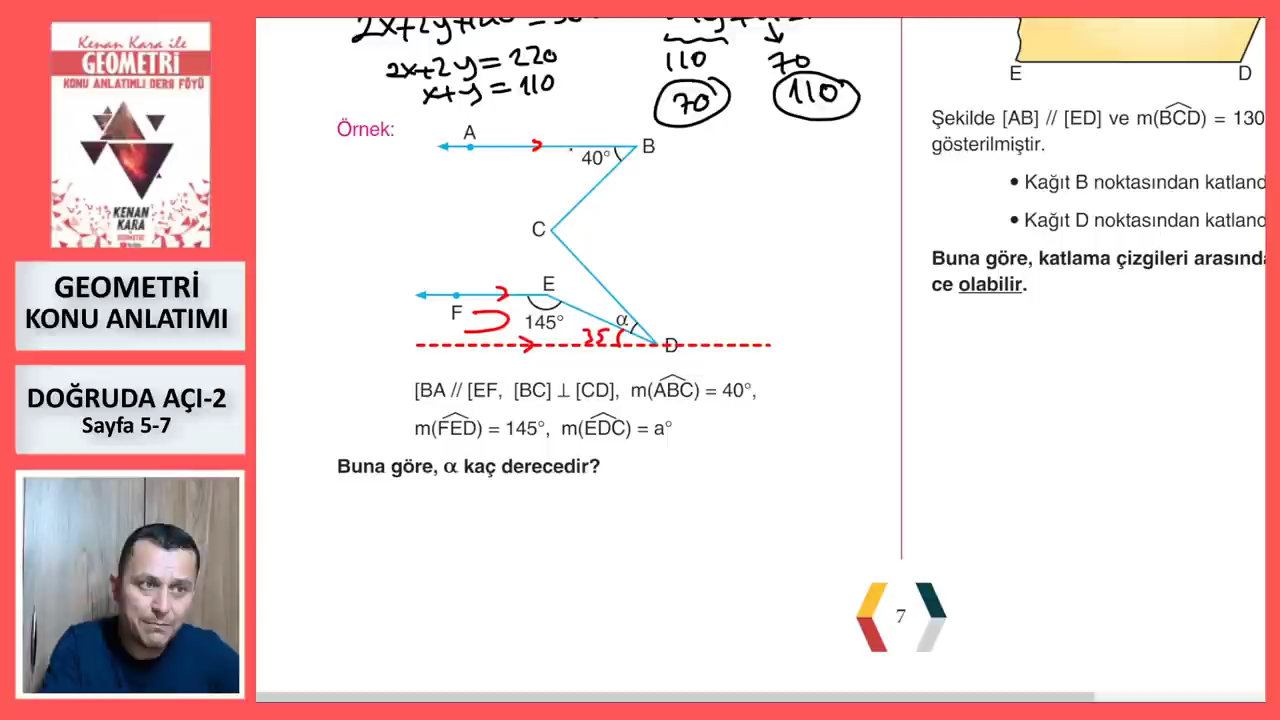 Kenan Kara ile
GEOMETRİ
KONU ANLATIMLI DERS FÖYÜ
KENAN
KARA
GEOMETRİ
KONU ANLATIMI
DOĞRUDA AÇI-2
Sayfa 5-7
2x+2y = 220
x+y = 110
110
70
70
110
Örnek:
A
B
40°
C
E
F
145°
α
35
D
[BA // [EF, [BC] ⊥ [CD], m(ABC) = 40°,
m(FED) = 145°, m(EDC) = a°
Buna göre, α kaç derecedir?
E
D
Şekilde [AB] // [ED] ve m(BCD) = 130
gösterilmiştir.
• Kağıt B noktasından katland
• Kağıt D noktasından katland
Buna göre, katlama çizgileri arasında
ce olabilir.
7